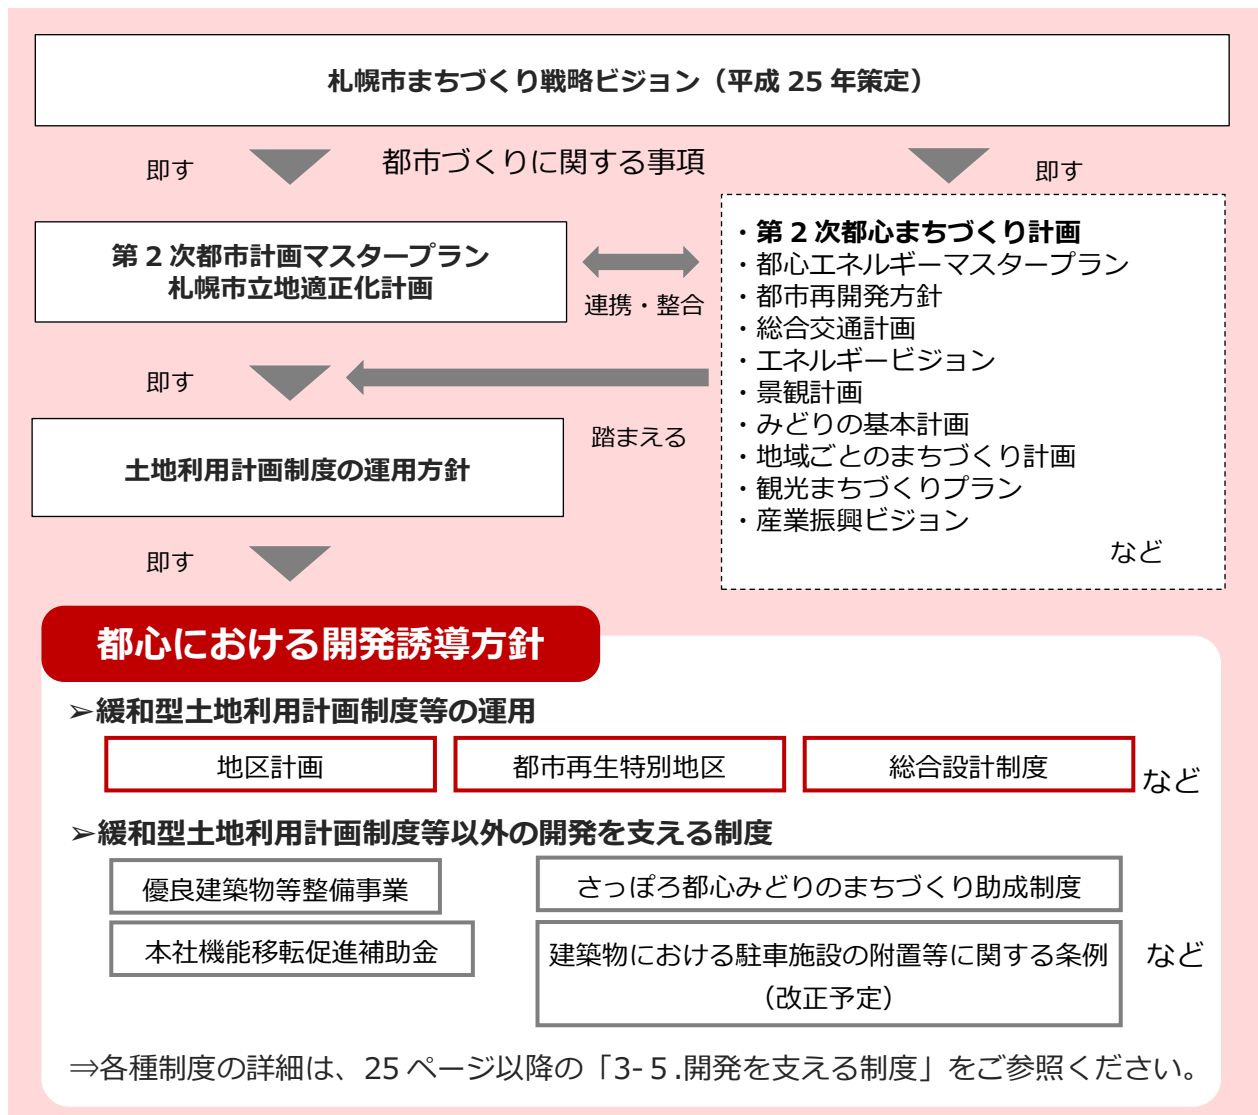 札幌市まちづくり戦略ビジョン（平成 25 年策定）
即す
都市づくりに関する事項
即す
第 2 次都市計画マスタープラン
札幌市立地適正化計画
連携・整合
・第 2 次都心まちづくり計画
・都心エネルギーマスタープラン
・都市再開発方針
・総合交通計画
・エネルギービジョン
・景観計画
・みどりの基本計画
・地域ごとのまちづくり計画
・観光まちづくりプラン
・産業振興ビジョン
など
即す
踏まえる
土地利用計画制度の運用方針
即す
都心における開発誘導方針
➢緩和型土地利用計画制度等の運用
地区計画
都市再生特別地区
総合設計制度
など
➢緩和型土地利用計画制度等以外の開発を支える制度
優良建築物等整備事業
さっぽろ都心みどりのまちづくり助成制度
本社機能移転促進補助金
建築物における駐車施設の附置等に関する条例
（改正予定）
など
⇒各種制度の詳細は、25 ページ以降の「3-５.開発を支える制度」をご参照ください。